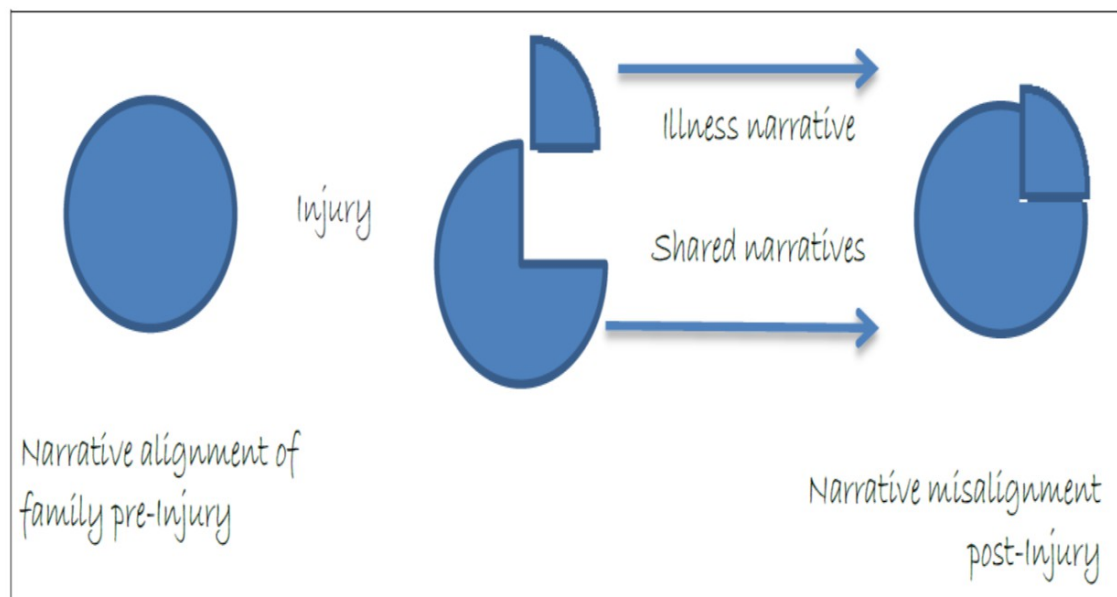 Illness narrative
Injury
Shared narratives
Narrative alignment of
family pre-Injury
Narrative misalignment
post-Injury